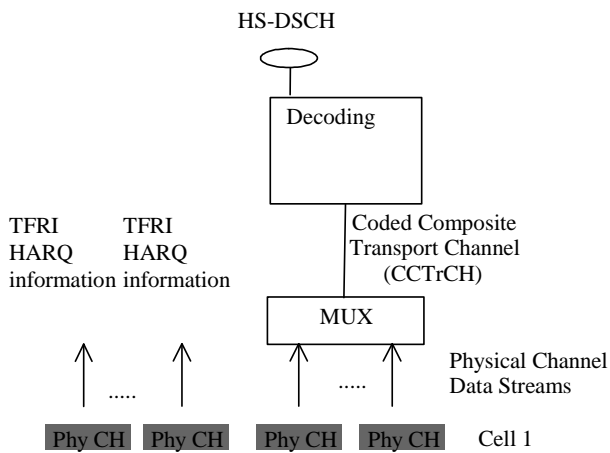 HS-DSCH
Decoding
TFRI
HARQ
information
TFRI
HARQ
information
Coded Composite
Transport Channel
(CCTrCH)
MUX
Physical Channel
Data Streams
.....
.....
Phy CH
Phy CH
Phy CH
Phy CH
Cell 1